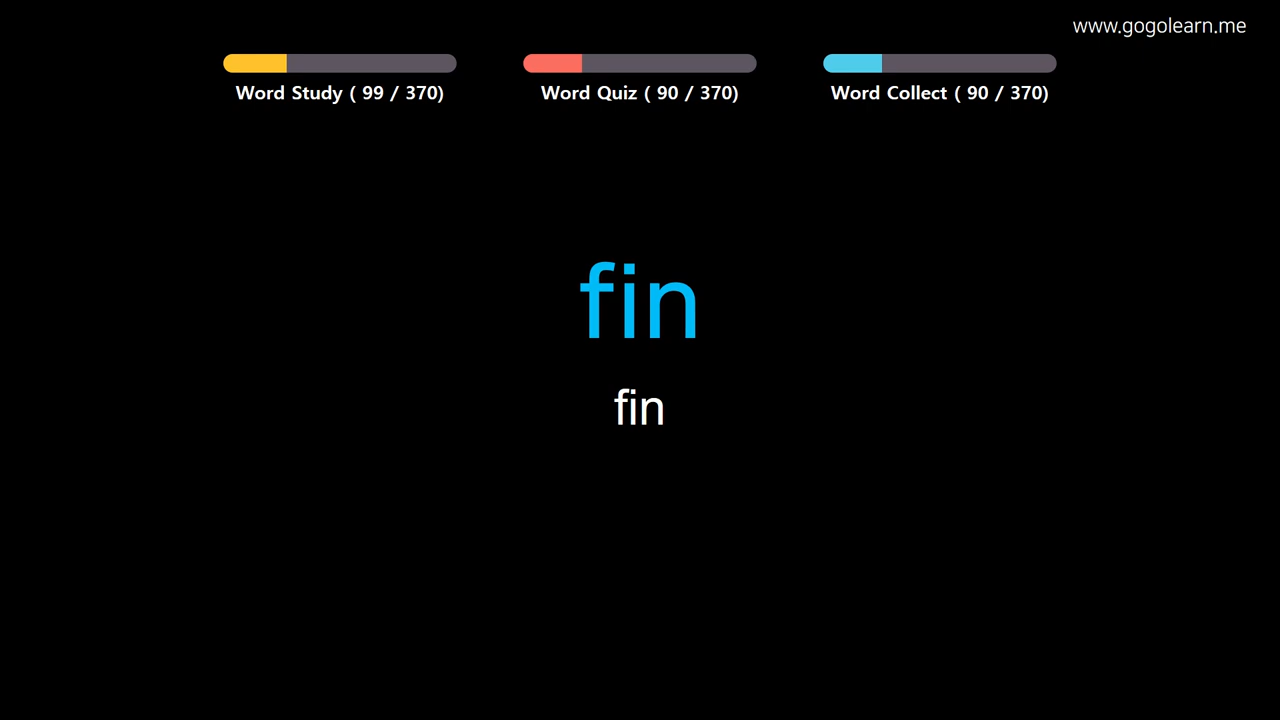 www.gogolearn.me
Word Study ( 99 / 370)
Word Quiz ( 90 / 370)
Word Collect ( 90 / 370)
fin
fin